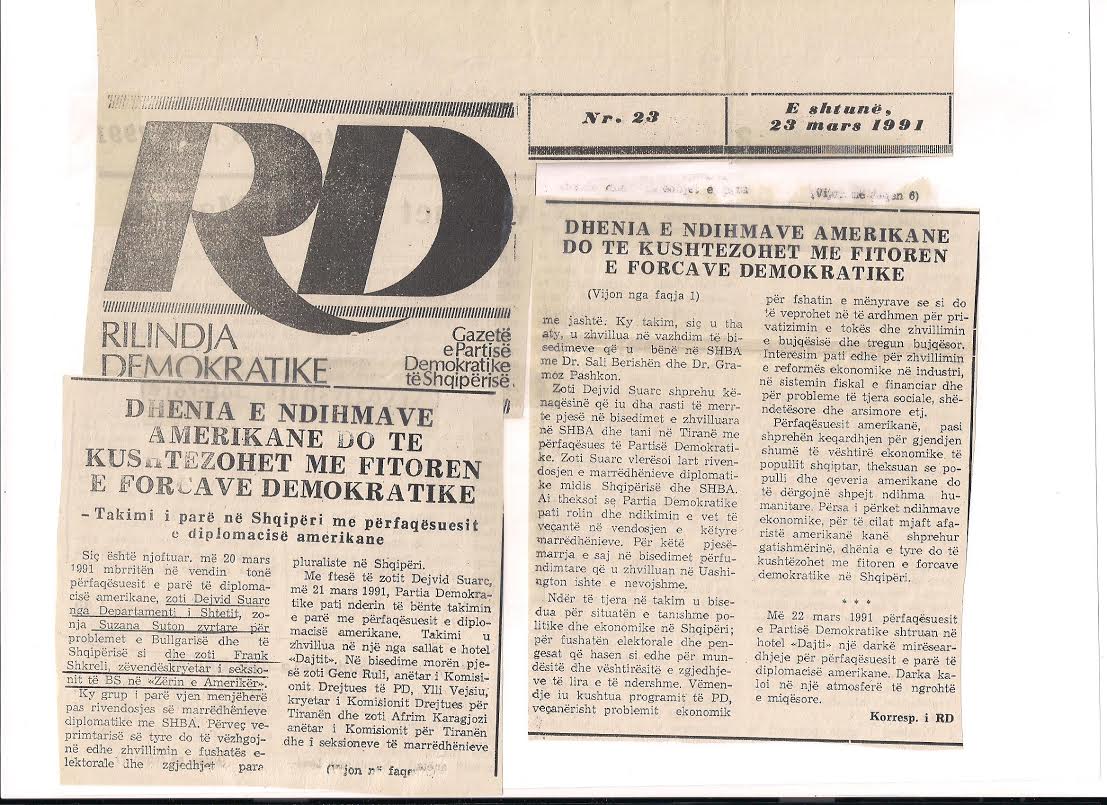 RD
RILINDJA
DEMOKRATIKE
Gazetë
e Partisë
Demokratike
të Shqipërisë
Nr. 23
E shtunë,
23 mars 1991
DHENIA E NDIHMAVE
AMERIKANE DO TE
KUSHTEZOHET ME FITOREN
E FORCAVE DEMOKRATIKE
-Takimi i parë në Shqipëri me përfaqësuesit
e diplomacisë amerikane
Siç është njoftuar, më 20 mars
1991 mbrritën në vendin tonë
përfaqësuesit e parë të diploma-
cisë amerikane, zoti Dejvid Suarc
nga Departamenti i Shtetit, zo-
nja Suzana Suton zyrtare për
problemet e Bullgarisë dhe të
Shqipërisë si dhe zoti Frank
Shkreli, zëvendëskryetar i seksio-
nit të BS në «Zërin e Amerikër».
Ky grup i parë vjen menjëherë
pas rivendosjes së marrëdhënieve
diplomatike me SHBA. Përveç ve-
primtarisë së tyre do të vëzhgoj-
në edhe zhvillimin e fushatës e-
lektorale dhe zgjedhjet para
pluraliste në Shqipëri.
Me ftesë të zotit Dejvid Suarc,
më 21 mars 1991, Partia Demokra-
tike pati nderin të bënte takimin
e parë me përfaqësuesit e diplo-
macisë amerikane. Takimi u
zhvillua në një nga sallat e hotel
«Dajtit». Në bisedime morën pje-
së zoti Genc Ruli, anëtar i Komisi-
onit Drejtues të PD, Ylli Vejsiu,
kryetar i Komisionit Drejtues për
Tiranën dhe zoti Afrim Karagjozi
anëtar i Komisionit për Tiranën
dhe i seksioneve të marrëdhënieve
(Vijon në faqe
(Vijon në faqen 6)
DHENIA E NDIHMAVE AMERIKANE
DO TE KUSHTEZOHET ME FITOREN
E FORCAVE DEMOKRATIKE
(Vijon nga faqja 1)
me jashtë. Ky takim, siç u tha
aty, u zhvillua në vazhdim të bi-
sedimeve që u bënë në SHBA
me Dr. Sali Berishën dhe Dr. Gra-
moz Pashkon.
Zoti Dejvid Suarc shprehu kë-
naqësinë që iu dha rasti të merr-
te pjesë në bisedimet e zhvilluara
në SHBA dhe tani në Tiranë me
përfaqësues të Partisë Demokrati-
ke. Zoti Suarc vlerësoi lart riven-
dosjen e marrëdhënieve diplomati-
ke midis Shqipërisë dhe SHBA.
Ai theksoi se Partia Demokratike
pati rolin dhe ndikimin e vet të
veçantë në vendosjen e këtyre
marrëdhënieve. Për këtë pjesë-
marrja e saj në bisedimet përfu-
ndimtare që u zhvilluan në Uashi-
ngton ishte e nevojshme.
Ndër të tjera në takim u bise-
dua për situatën e tanishme po-
litike dhe ekonomike në Shqipëri;
për fushatën elektorale dhe pen-
gesat që hasen si edhe për mun-
dësitë dhe vështirësitë e zgjedhje-
ve të lira e të ndershme. Vëmen-
dje iu kushtua programit të PD,
veçanërisht problemit ekonomik
për fshatin e mënyrave se si do
të veprohet në të ardhmen për pri-
vatizimin e tokës dhe zhvillimin
e bujqësisë dhe tregun bujqësor.
Interesim pati edhe për zhvillimin
e reformës ekonomike në industri,
në sistemin fiskal e financiar dhe
për probleme të tjera sociale, shë-
ndetësore dhe arsimore etj.
Përfaqësuesit amerikanë, pasi
shprehën keqardhjen për gjendjen
shumë të vështirë ekonomike të
popullit shqiptar, theksuan se po-
pulli dhe qeveria amerikane do
të dërgojnë shpejt ndihma hu-
manitare. Përsa i përket ndihmave
ekonomike, për të cilat mjaft afa-
ristë amerikanë kanë shprehur
gatishmërinë, dhënia e tyre do të
kushtëzohet me fitoren e forcave
demokratike në Shqipëri.
* * *
Më 22 mars 1991 përfaqësuesit
e Partisë Demokratike shtruan në
hotel «Dajti» një darkë mirësear-
dhjeje për përfaqësuesit e parë të
diplomacisë amerikane. Darka ka-
loi në një atmosferë të ngrohtë
e miqësore.
Korresp. i RD